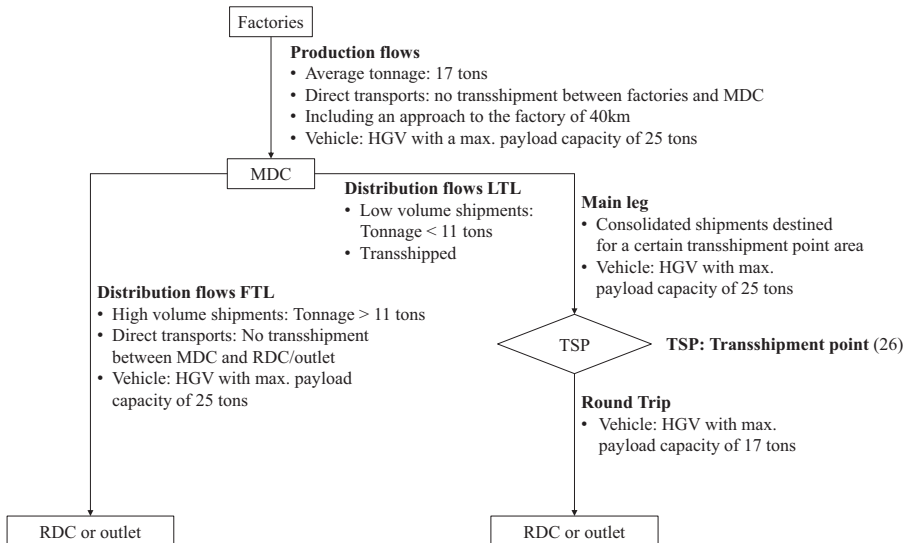 Factories
Production flows
• Average tonnage: 17 tons
• Direct transports: no transshipment between factories and MDC
• Including an approach to the factory of 40km
• Vehicle: HGV with a max. payload capacity of 25 tons
MDC
Distribution flows LTL
• Low volume shipments:
Tonnage < 11 tons
• Transshipped
Main leg
• Consolidated shipments destined
for a certain transshipment point area
• Vehicle: HGV with max.
payload capacity of 25 tons
Distribution flows FTL
• High volume shipments: Tonnage > 11 tons
• Direct transports: No transshipment
between MDC and RDC/outlet
• Vehicle: HGV with max. payload
capacity of 25 tons
TSP
TSP: Transshipment point (26)
Round Trip
• Vehicle: HGV with max.
payload capacity of 17 tons
RDC or outlet
RDC or outlet